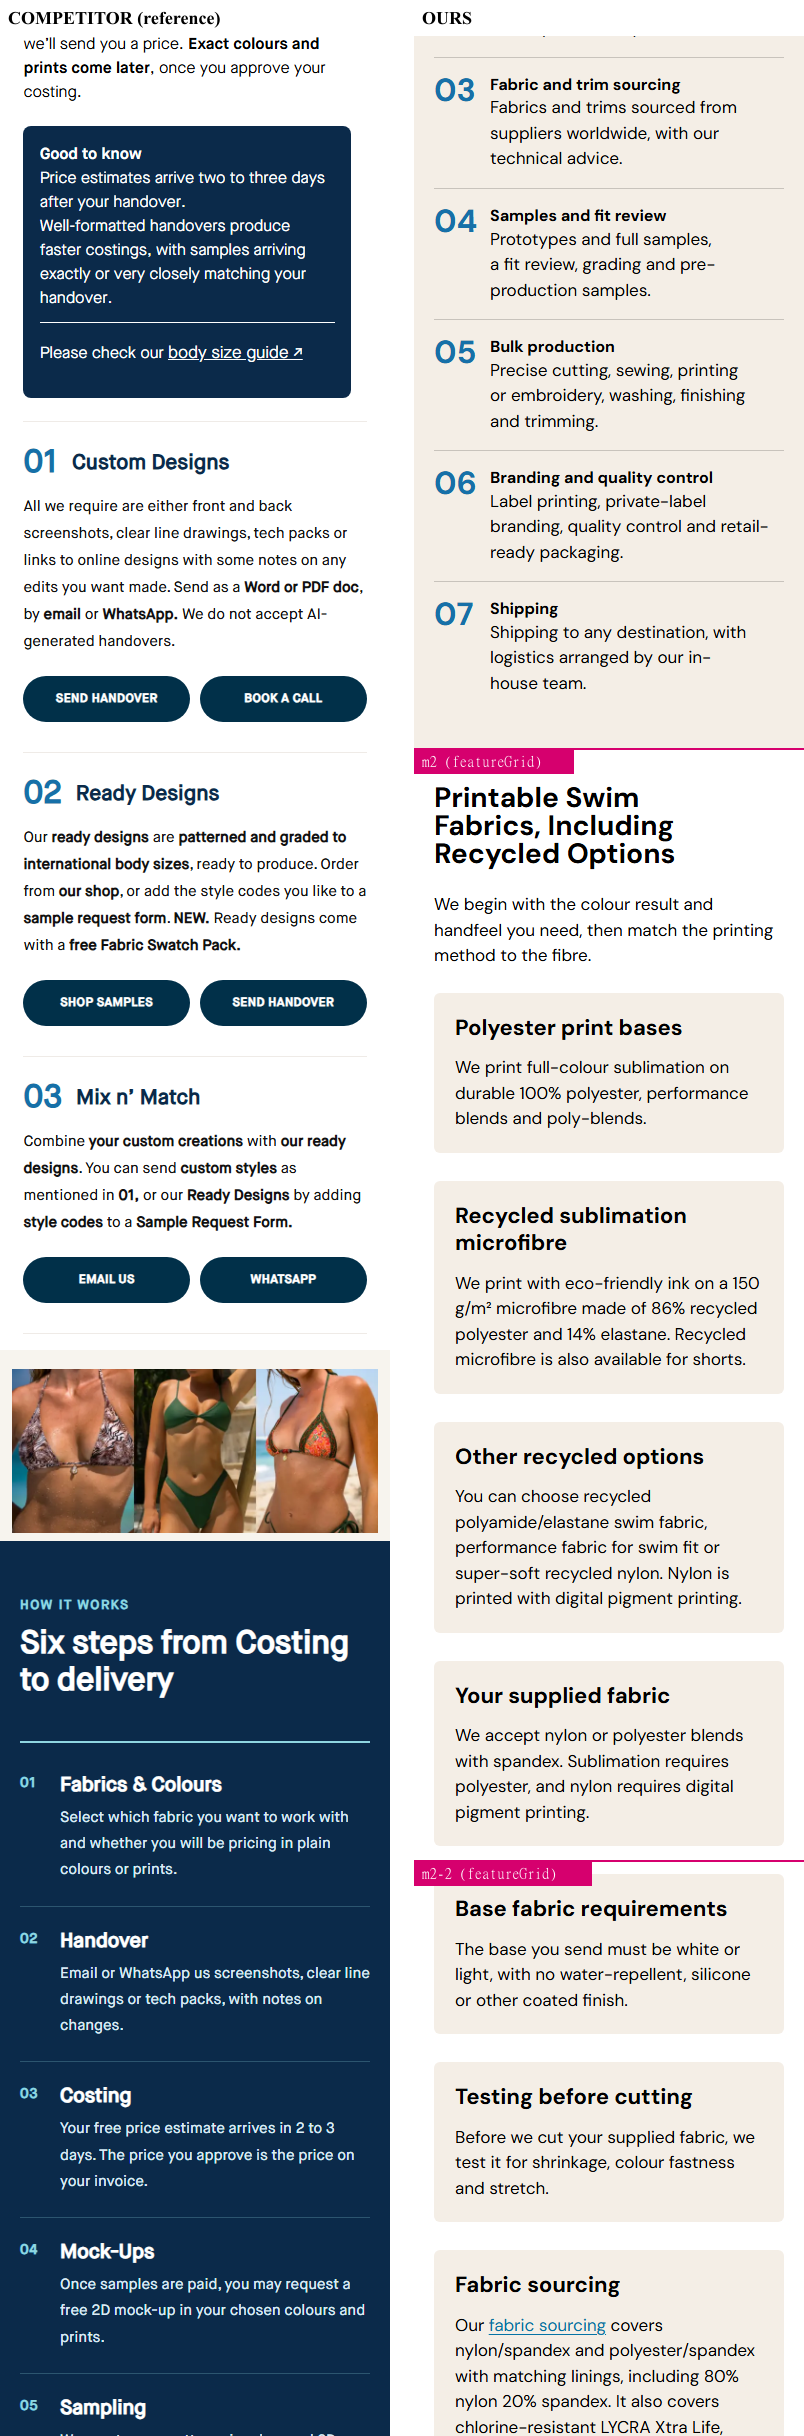 COMPETITOR (reference)
we'll send you a price. Exact colours and
prints come later, once you approve your
costing.
Good to know
Price estimates arrive two to three days
after your handover.
Well-formatted handovers produce
faster costings, with samples arriving
exactly or very closely matching your
handover.
Please check our body size guide ↗
01 Custom Designs
All we require are either front and back
screenshots, clear line drawings, tech packs or
links to online designs with some notes on any
edits you want made. Send as a Word or PDF doc,
by email or WhatsApp. We do not accept AI-
generated handovers.
SEND HANDOVER
BOOK A CALL
02 Ready Designs
Our ready designs are patterned and graded to
international body sizes, ready to produce. Order
from our shop, or add the style codes you like to a
sample request form. NEW. Ready designs come
with a free Fabric Swatch Pack.
SHOP SAMPLES
SEND HANDOVER
03 Mix n' Match
Combine your custom creations with our ready
designs. You can send custom styles as
mentioned in 01, or our Ready Designs by adding
style codes to a Sample Request Form.
EMAIL US
WHATSAPP
HOW IT WORKS
Six steps from Costing
to delivery
01 Fabrics & Colours
Select which fabric you want to work with
and whether you will be pricing in plain
colours or prints.
02 Handover
Email or WhatsApp us screenshots, clear line
drawings or tech packs, with notes on
changes.
03 Costing
Your free price estimate arrives in 2 to 3
days. The price you approve is the price on
your invoice.
04 Mock-Ups
Once samples are paid, you may request a
free 2D mock-up in your chosen colours and
prints.
05 Sampling
OURS
03 Fabric and trim sourcing
Fabrics and trims sourced from
suppliers worldwide, with our
technical advice.
04 Samples and fit review
Prototypes and full samples,
a fit review, grading and pre-
production samples.
05 Bulk production
Precise cutting, sewing, printing
or embroidery, washing, finishing
and trimming.
06 Branding and quality control
Label printing, private-label
branding, quality control and retail-
ready packaging.
07 Shipping
Shipping to any destination, with
logistics arranged by our in-
house team.
m2 (featureGrid)
Printable Swim
Fabrics, Including
Recycled Options
We begin with the colour result and
handfeel you need, then match the printing
method to the fibre.
Polyester print bases
We print full-colour sublimation on
durable 100% polyester, performance
blends and poly-blends.
Recycled sublimation
microfibre
We print with eco-friendly ink on a 150
g/m² microfibre made of 86% recycled
polyester and 14% elastane. Recycled
microfibre is also available for shorts.
Other recycled options
You can choose recycled
polyamide/elastane swim fabric,
performance fabric for swim fit or
super-soft recycled nylon. Nylon is
printed with digital pigment printing.
Your supplied fabric
We accept nylon or polyester blends
with spandex. Sublimation requires
polyester, and nylon requires digital
pigment printing.
m2-2 (featureGrid)
Base fabric requirements
The base you send must be white or
light, with no water-repellent, silicone
or other coated finish.
Testing before cutting
Before we cut your supplied fabric, we
test it for shrinkage, colour fastness
and stretch.
Fabric sourcing
Our fabric sourcing covers
nylon/spandex and polyester/spandex
with matching linings, including 80%
nylon 20% spandex. It also covers
chlorine-resistant LYCRA Xtra Life,